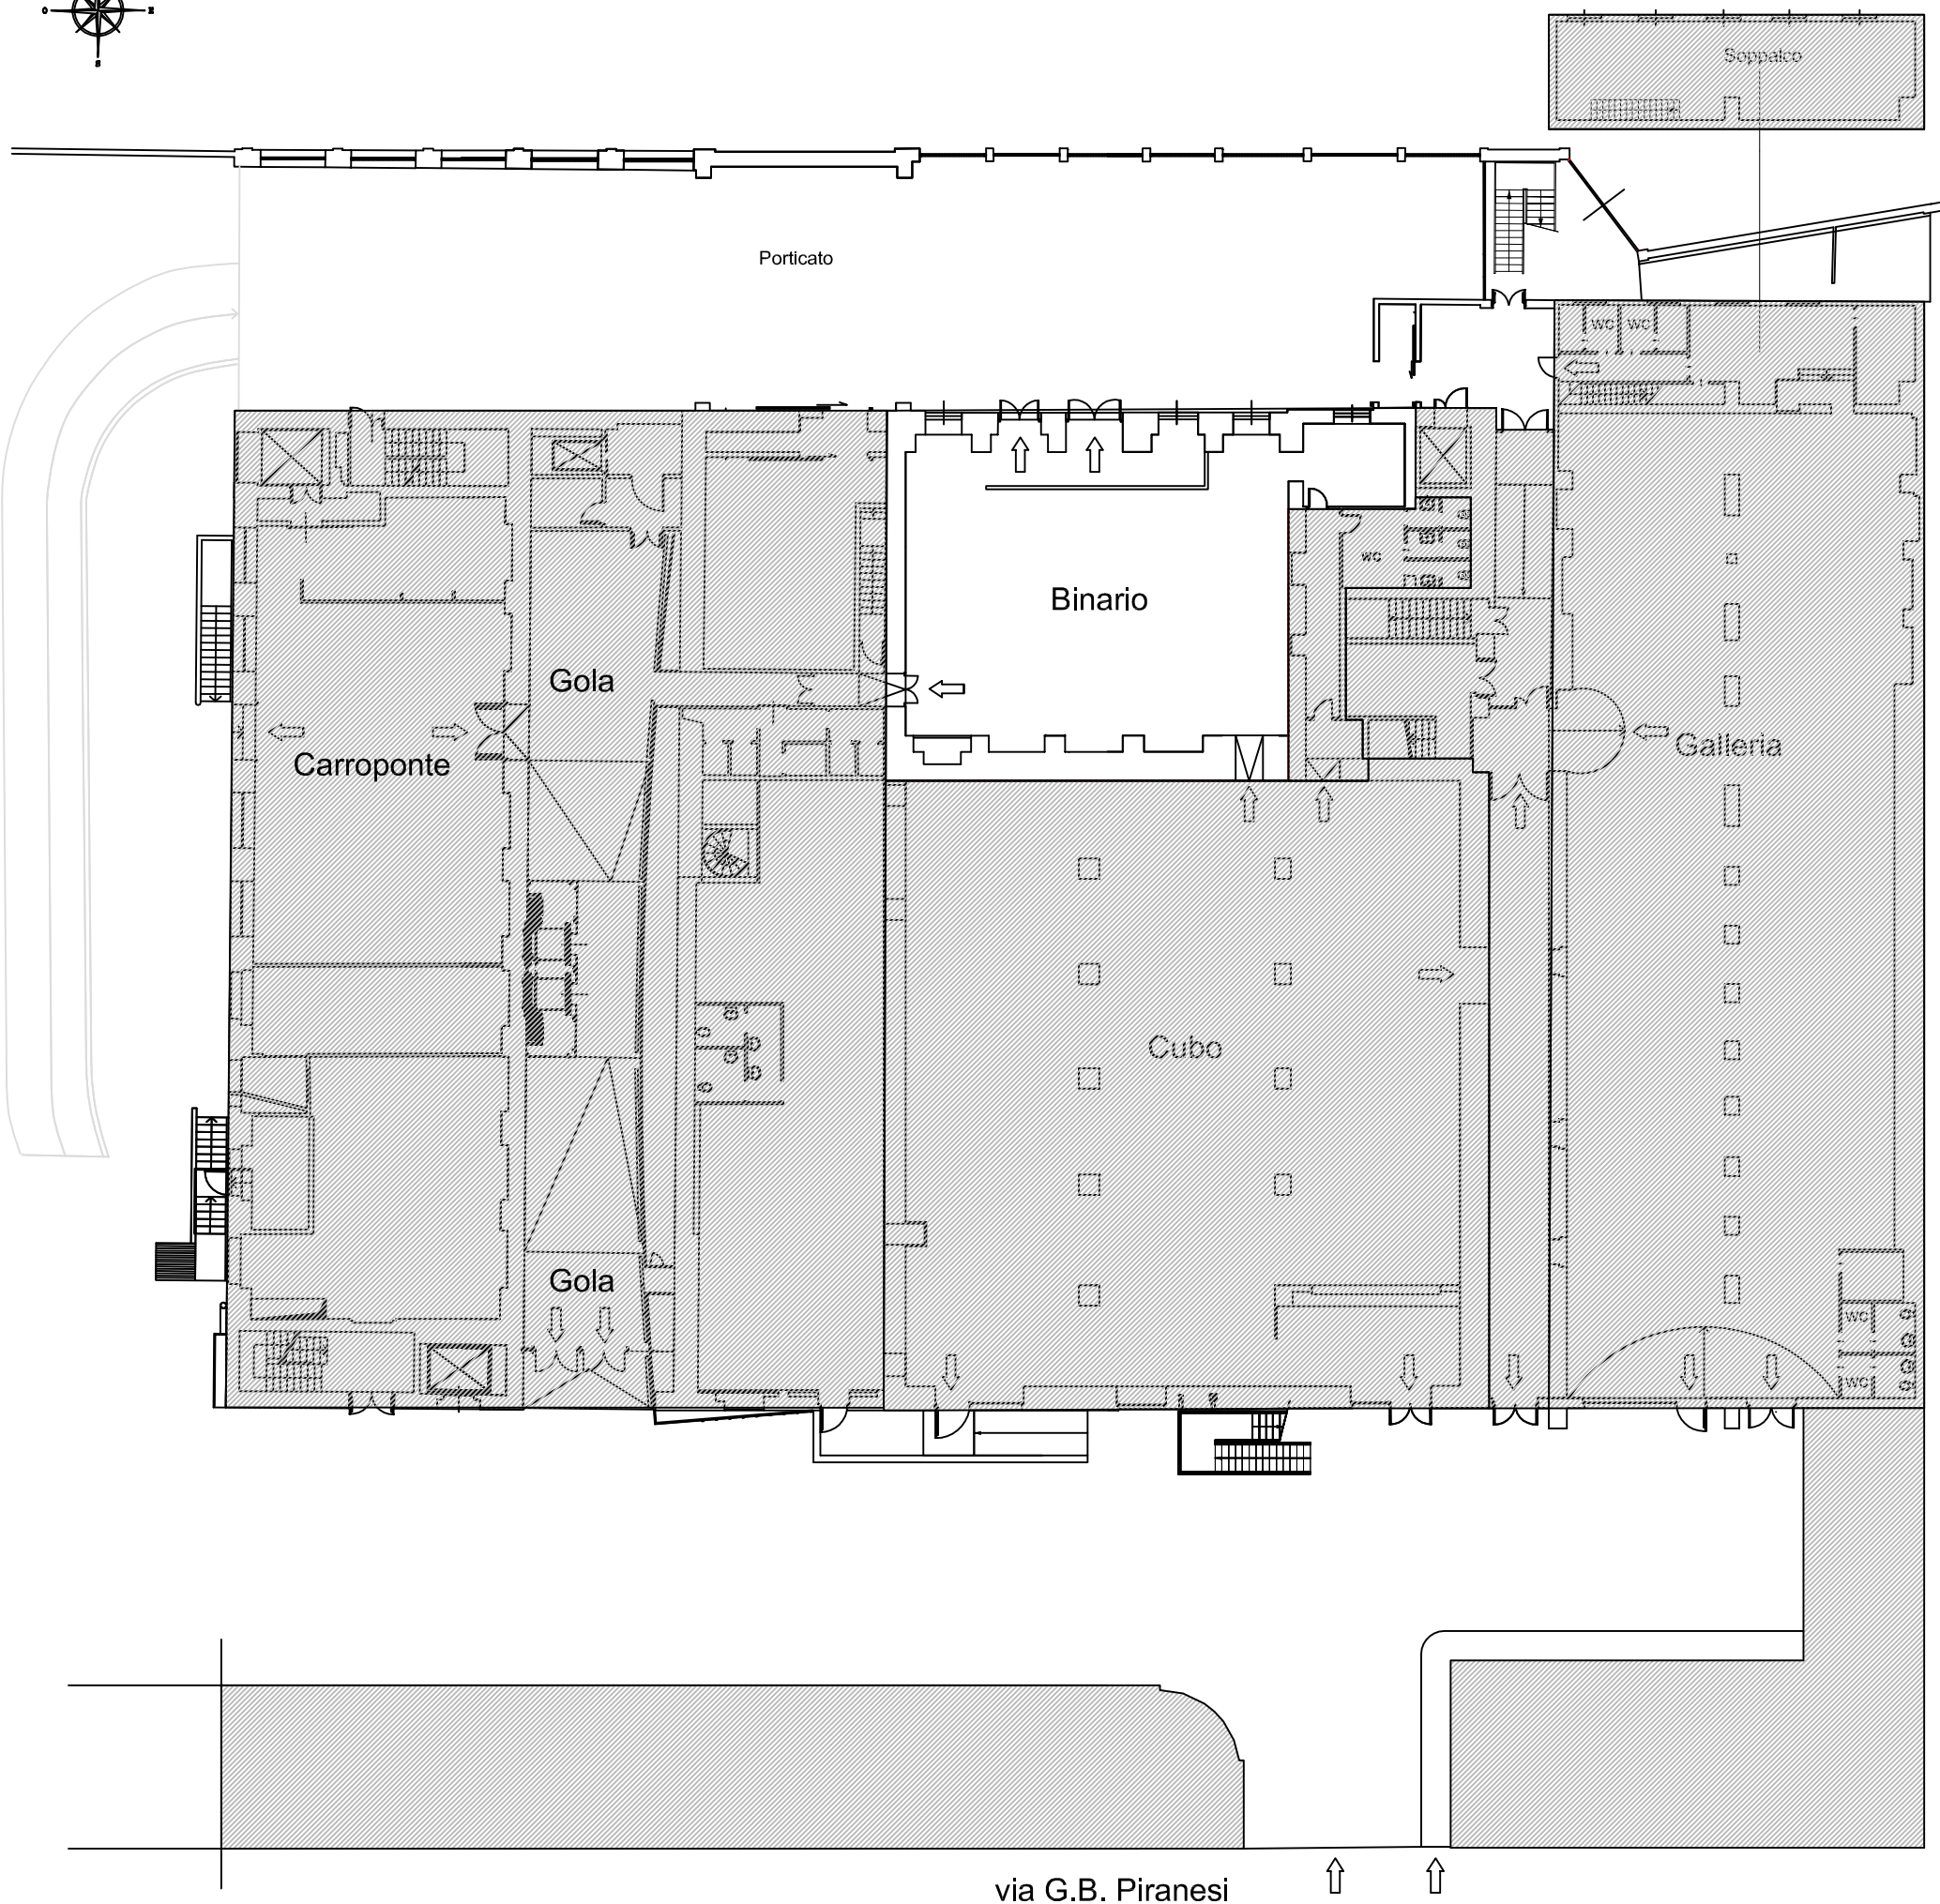 O
E
S
Soppalco
Porticato
WC
WC
WC
Binario
Gola
Galleria
Carroponte
Cubo
Gola
WC
WC
via G.B. Piranesi